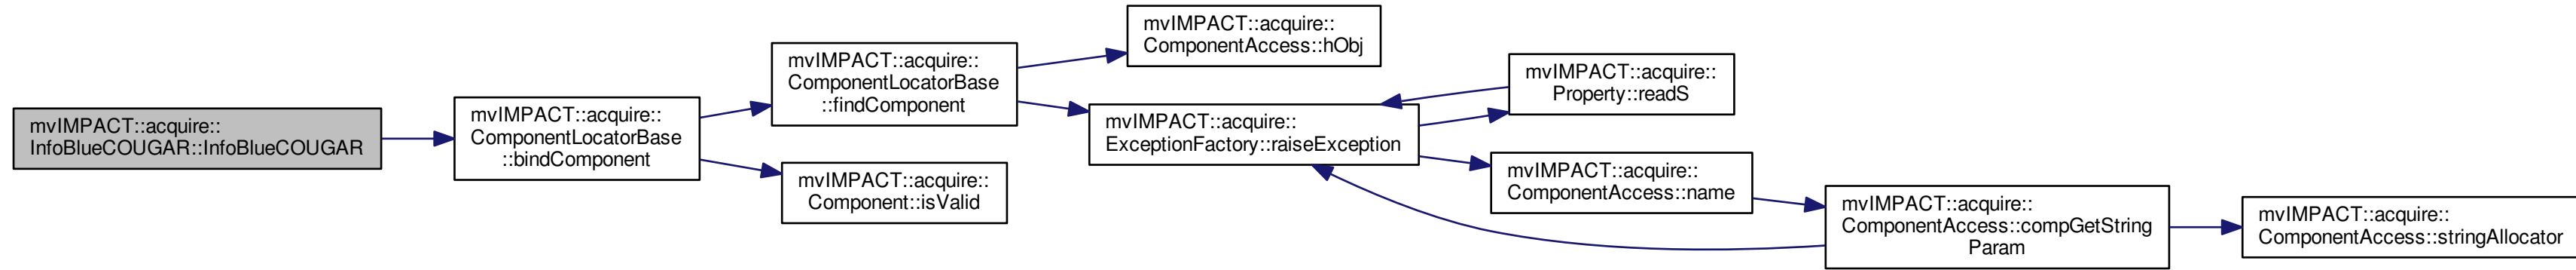 mvIMPACT::acquire::
InfoBlueCOUGAR::InfoBlueCOUGAR
mvIMPACT::acquire::
ComponentLocatorBase
::bindComponent
mvIMPACT::acquire::
ComponentLocatorBase
::findComponent
mvIMPACT::acquire::
Component::isValid
mvIMPACT::acquire::
ComponentAccess::hObj
mvIMPACT::acquire::
ExceptionFactory::raiseException
mvIMPACT::acquire::
Property::readS
mvIMPACT::acquire::
ComponentAccess::name
mvIMPACT::acquire::
ComponentAccess::compGetString
Param
mvIMPACT::acquire::
ComponentAccess::stringAllocator